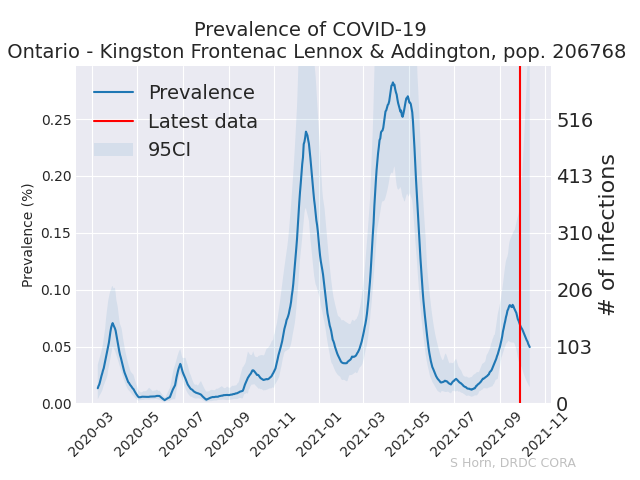 Prevalence of COVID-19
Ontario - Kingston Frontenac Lennox & Addington, pop. 206768
Prevalence
Latest data
95CI
Prevalence (%)
0.25
0.20
0.15
0.10
0.05
0.00
516
413
310
206
103
0
# of infections
2020-03
2020-05
2020-07
2020-09
2020-11
2021-01
2021-03
2021-05
2021-07
2021-09
2021-11
S Horn, DRDC CORA